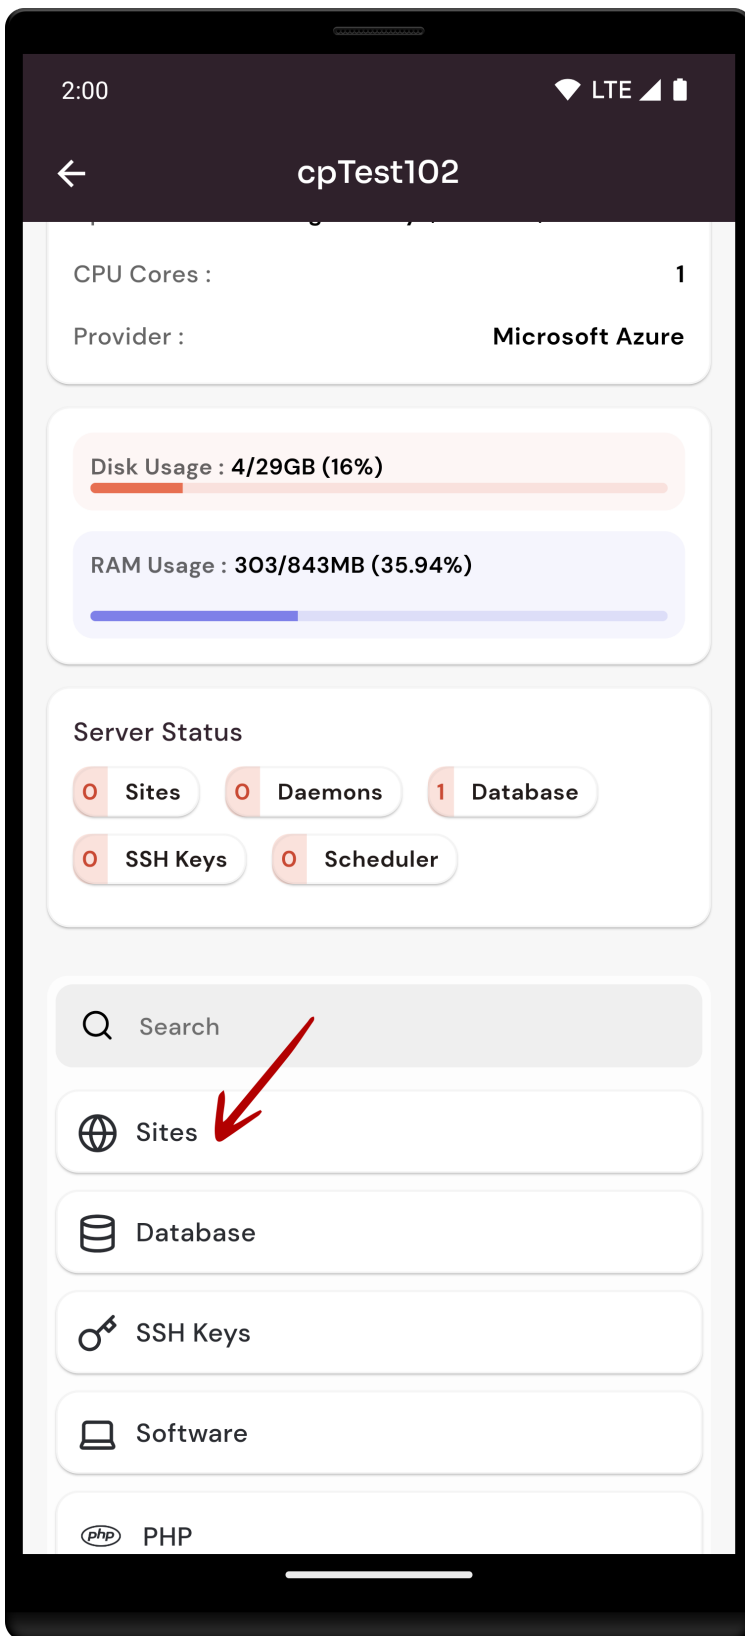 2:00 LTE
cpTest102
CPU Cores : 1
Provider : Microsoft Azure
Disk Usage : 4/29GB (16%)
RAM Usage : 303/843MB (35.94%)
Server Status
0 Sites 0 Daemons 1 Database
0 SSH Keys 0 Scheduler
Search
Sites
Database
SSH Keys
Software
php PHP